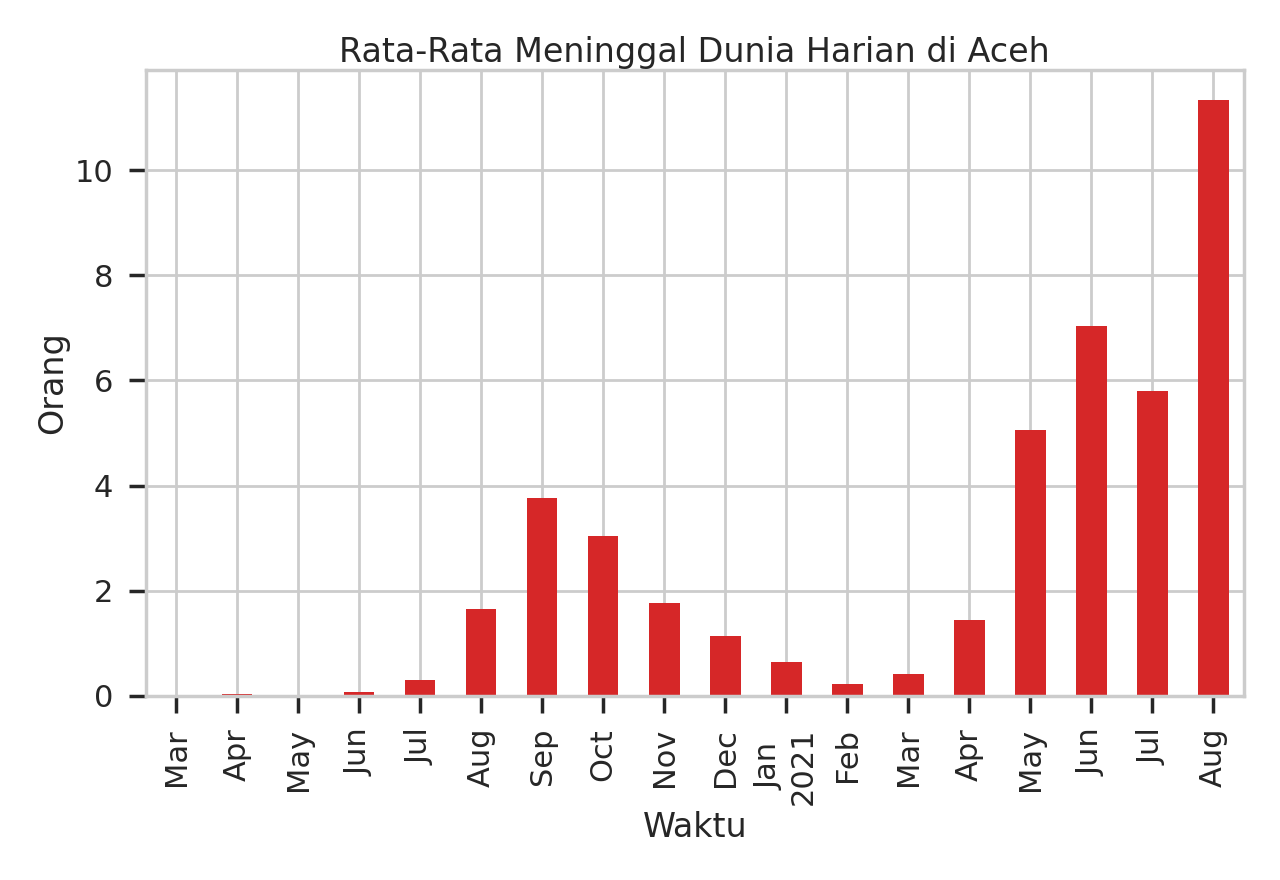 Rata-Rata Meninggal Dunia Harian di Aceh
10
8
6
4
2
0
Orang
Mar
Apr
May
Jun
Jul
Aug
Sep
Oct
Nov
Dec
Jan
2021
Feb
Mar
Apr
May
Jun
Jul
Aug
Waktu